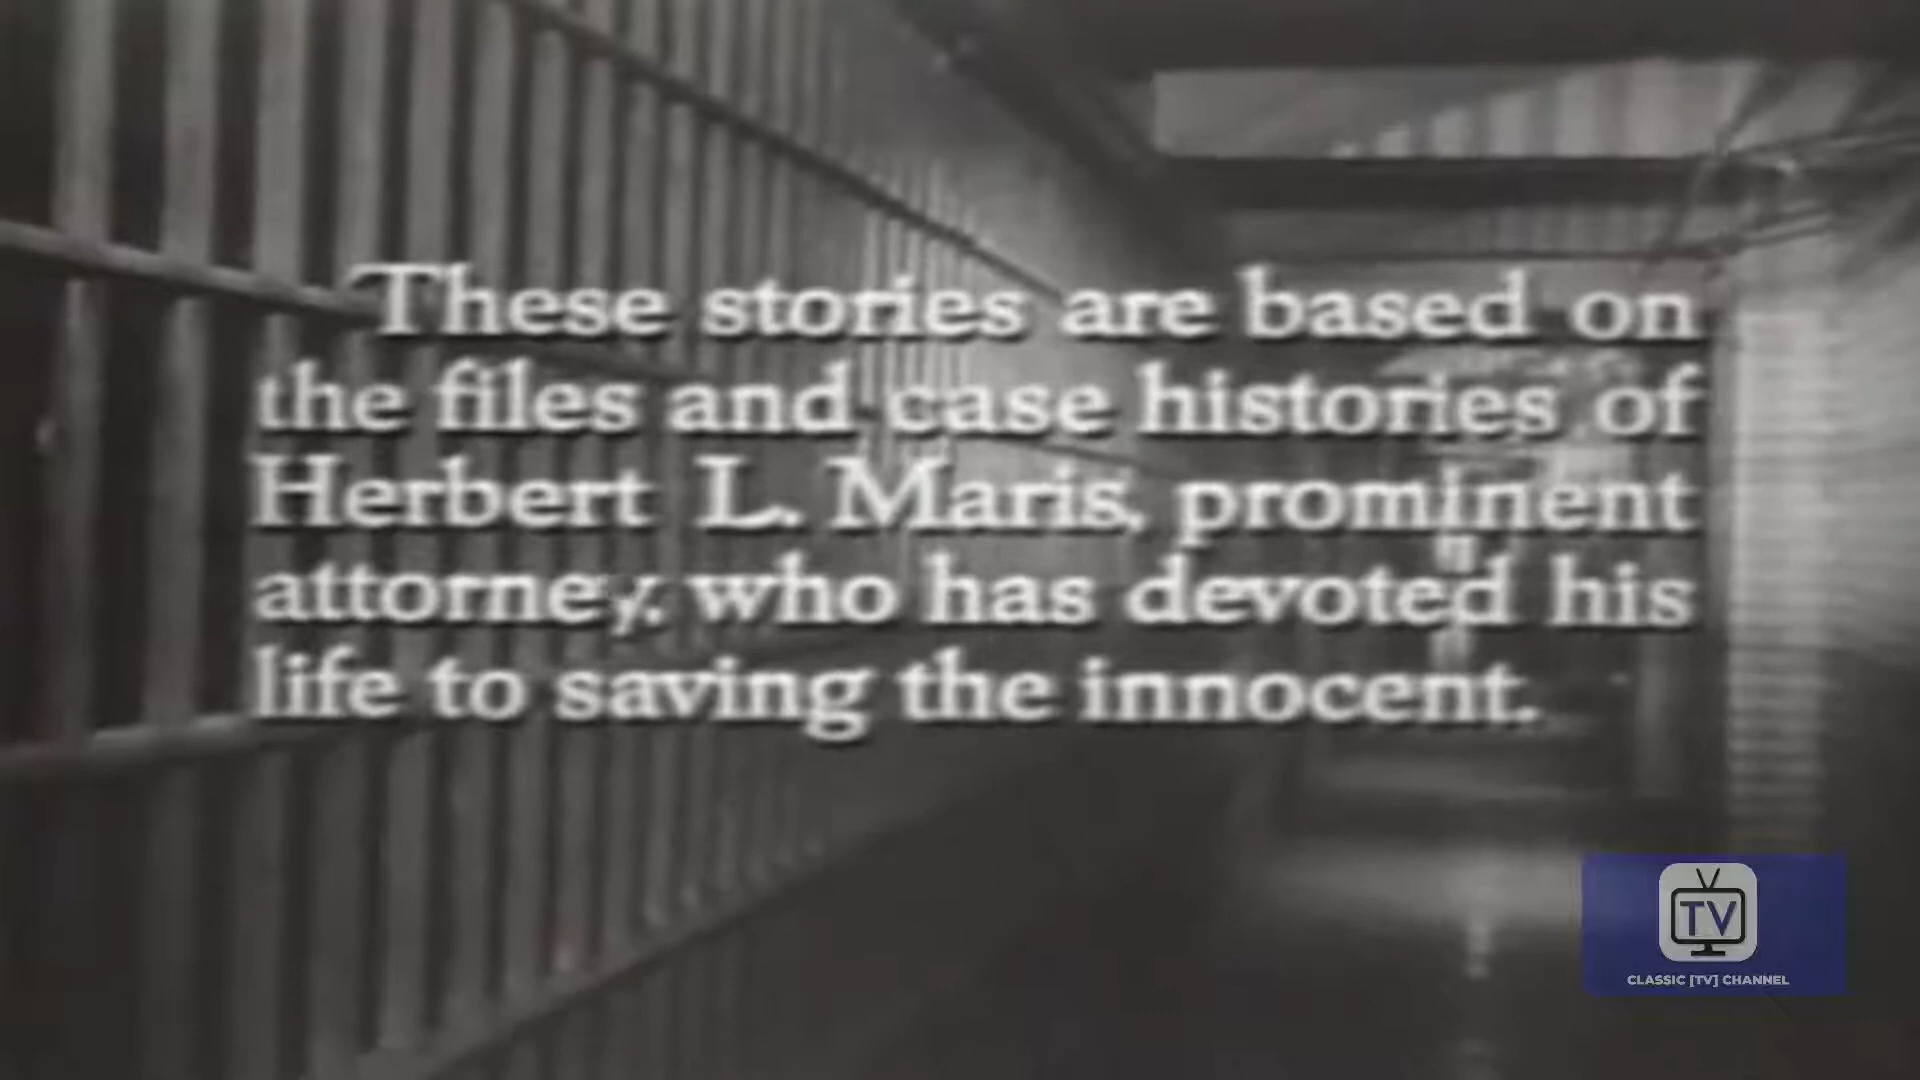 These stories are based on
the files and case histories of
Herbert L. Maris, prominent
attorney, who has devoted his
life to saving the innocent.
TV
CLASSIC [TV] CHANNEL